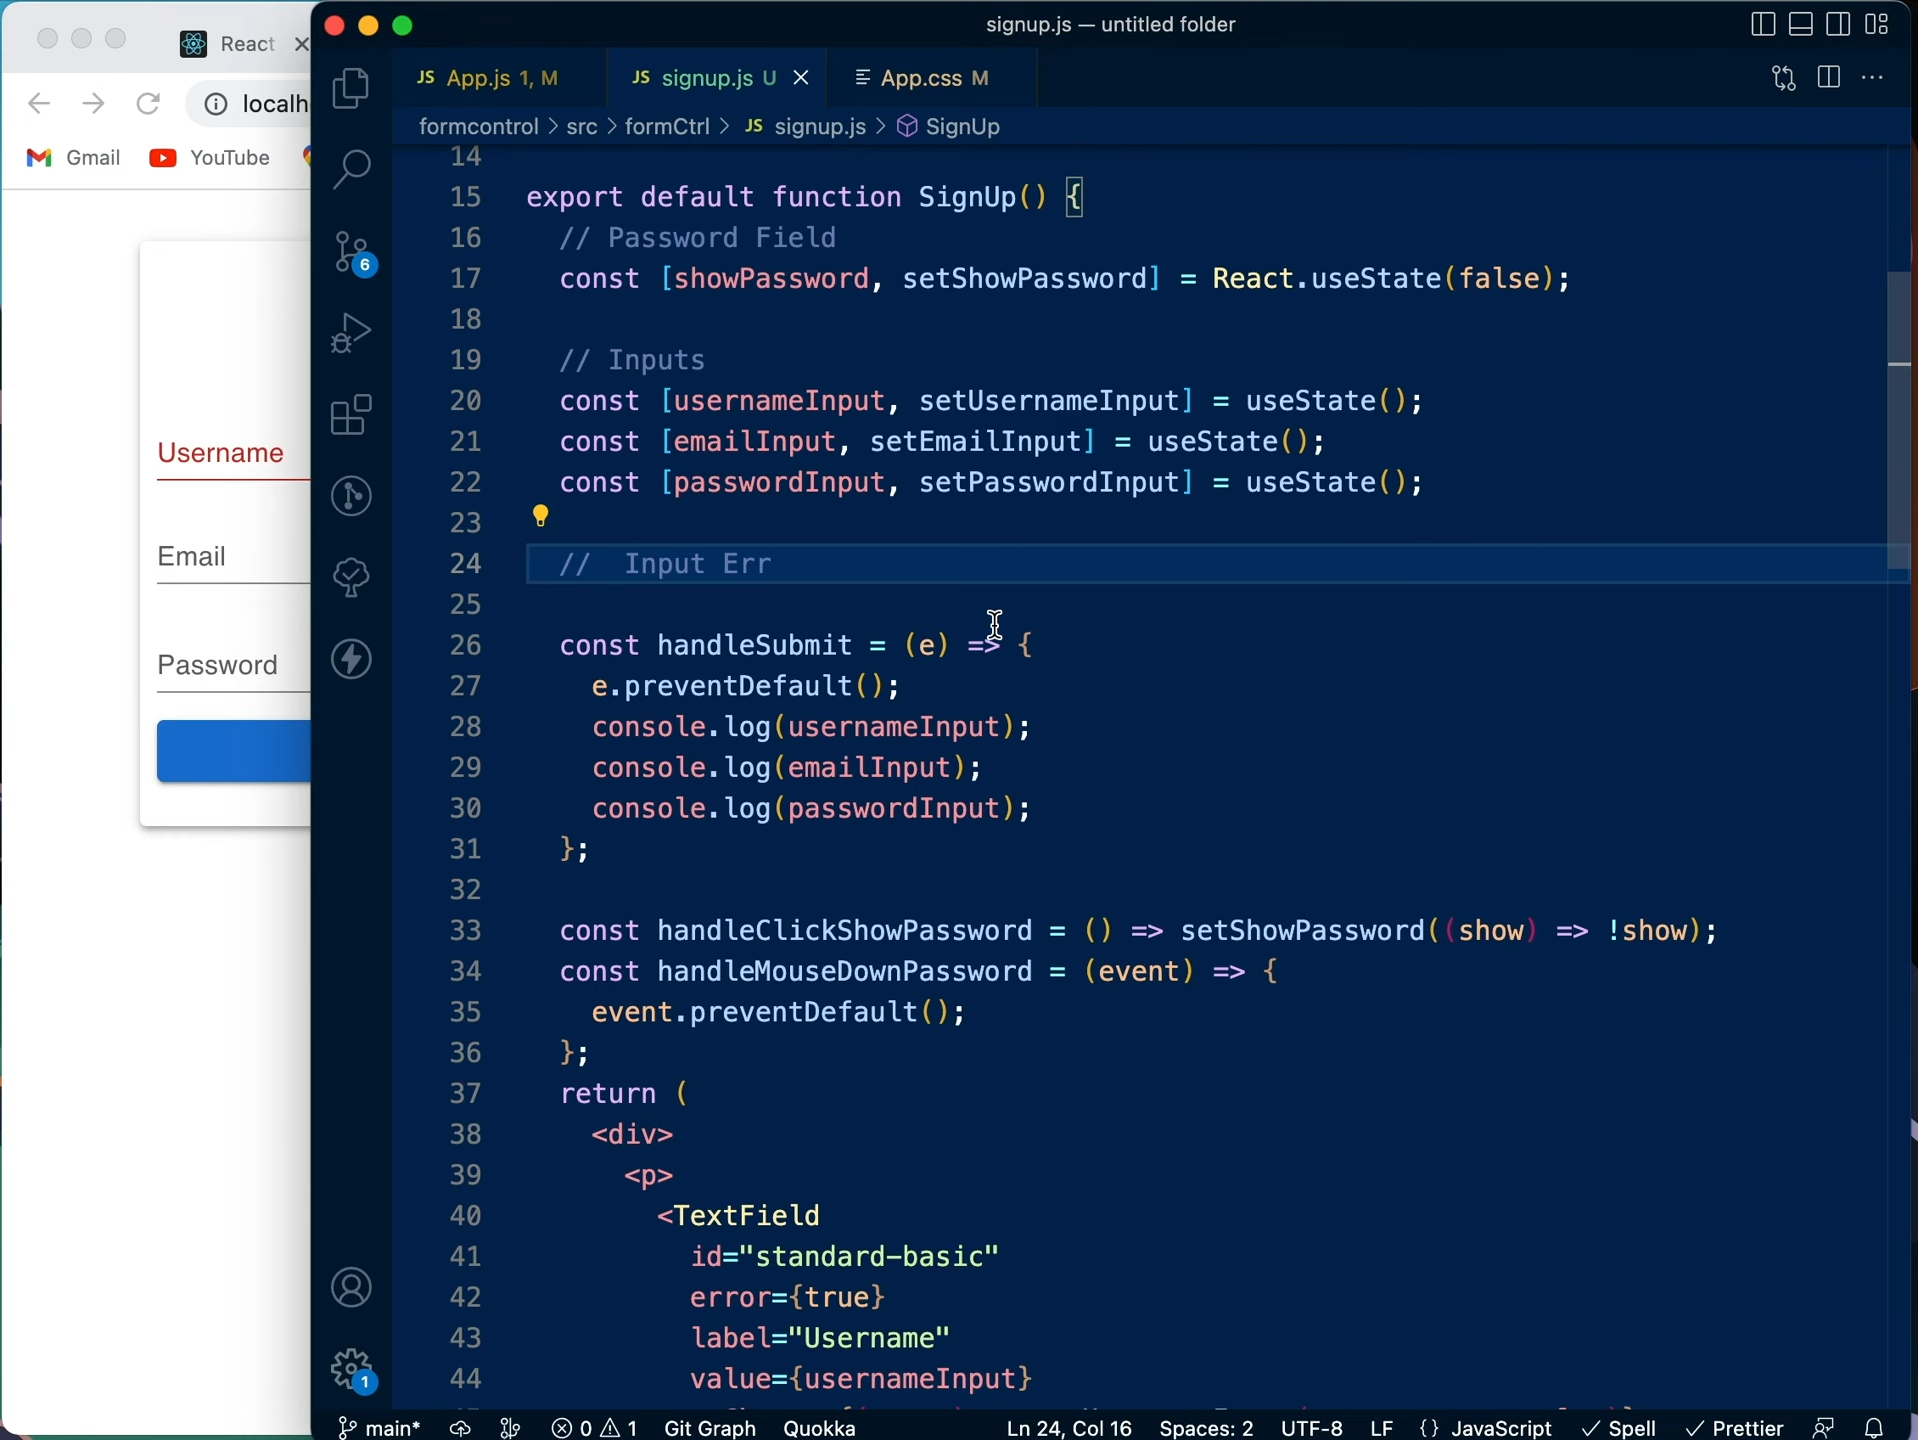 signup.js — untitled folder
React
JS App.js 1, M
JS signup.js U
App.css M
localh
formcontrol > src > formCtrl > JS signup.js > SignUp
Gmail
YouTube
14
15 export default function SignUp() {
16 // Password Field
17 const [showPassword, setShowPassword] = React.useState(false);
18
19 // Inputs
20 const [usernameInput, setUsernameInput] = useState();
21 const [emailInput, setEmailInput] = useState();
22 const [passwordInput, setPasswordInput] = useState();
23
24 //  Input Err
25
26 const handleSubmit = (e) => {
27 e.preventDefault();
28 console.log(usernameInput);
29 console.log(emailInput);
30 console.log(passwordInput);
31 };
32
33 const handleClickShowPassword = () => setShowPassword((show) => !show);
34 const handleMouseDownPassword = (event) => {
35 event.preventDefault();
36 };
37 return (
38 <div>
39 <p>
40 <TextField
41 id="standard-basic"
42 error={true}
43 label="Username"
44 value={usernameInput}
Username
Email
Password
6
1
main* 0 1 Git Graph Quokka Ln 24, Col 16 Spaces: 2 UTF-8 LF {} JavaScript ✓ Spell ✓ Prettier